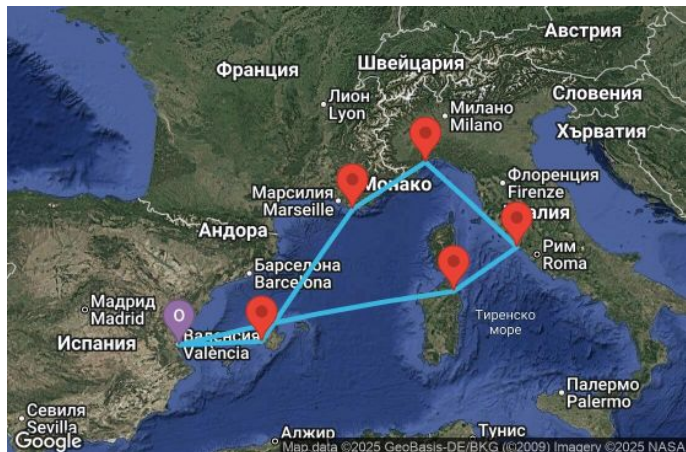 Австрия
Швейцария
Франция
Лион
Lyon
Милано
Milano
Словения
Хърватия
Монако
Флоренция
Firenze
Марсилия
Marseille
Андора
Рим
Roma
Барселона
Barcelona
Мадрид
Madrid
O
Валенсия
València
Испания
Тиренско
море
Палермо
Palermo
Севиля
Sevilla
Алжир
Тунис
Google
Map data ©2025 GeoBasis-DE/BKG (©2009) Imagery ©2025 NASA